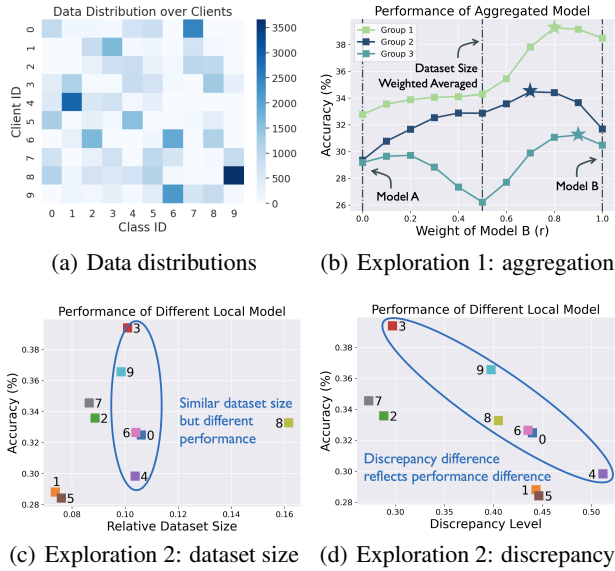 Data Distribution over Clients
Client ID
0
1
2
3
4
5
6
7
8
9
0 1 2 3 4 5 6 7 8 9
Class ID
3500
3000
2500
2000
1500
1000
500
0
(a) Data distributions
Performance of Aggregated Model
Accuracy (%)
38
36
34
32
30
28
26
Group 1
Group 2
Group 3
Dataset Size
Weighted Averaged
Model A
Model B
0.0 0.2 0.4 0.6 0.8 1.0
Weight of Model B (r)
(b) Exploration 1: aggregation
Performance of Different Local Model
Accuracy (%)
0.38
0.36
0.34
0.32
0.30
0.28
3
9
7
2
6
0
8
4
1
5
Similar dataset size
but different
performance
0.08 0.10 0.12 0.14 0.16
Relative Dataset Size
(c) Exploration 2: dataset size
Performance of Different Local Model
Accuracy (%)
0.38
0.36
0.34
0.32
0.30
0.28
3
9
7
2
8
6
0
4
1
5
Discrepancy difference
reflects performance difference
0.30 0.35 0.40 0.45 0.50
Discrepancy Level
(d) Exploration 2: discrepancy